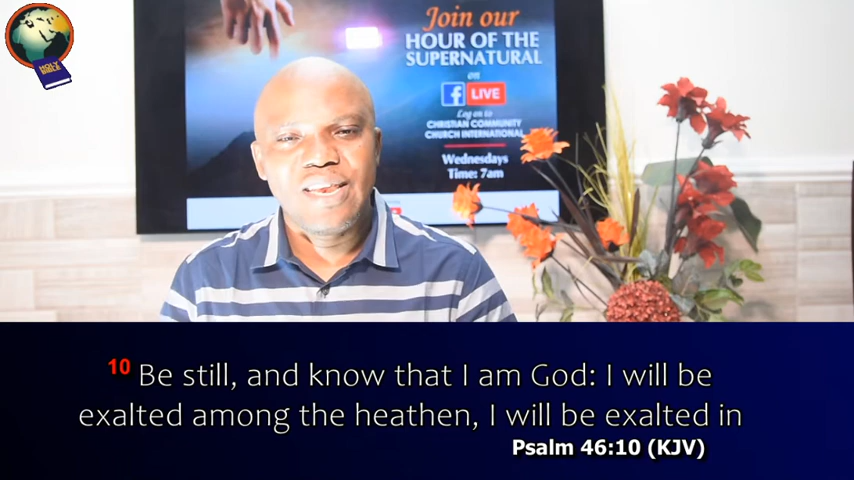 HOLY
BIBLE
Join our
HOUR OF THE
SUPERNATURAL
on
f LIVE
Log on to
CHRISTIAN COMMUNITY
CHURCH INTERNATIONAL
Wednesdays
Time: 7am
10 Be still, and know that I am God: I will be
exalted among the heathen, I will be exalted in
Psalm 46:10 (KJV)